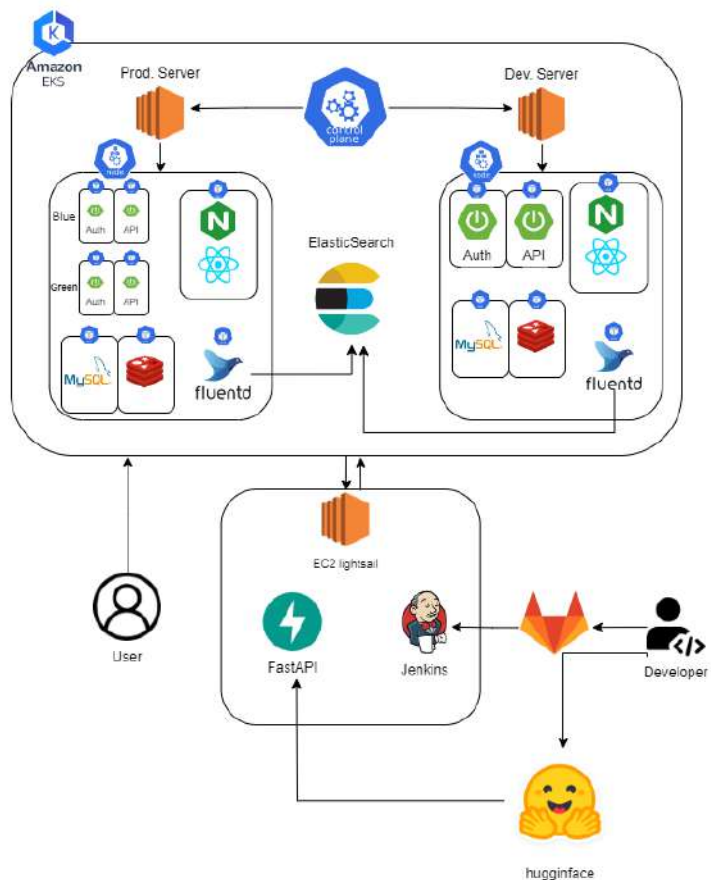 Amazon
EKS
Prod. Server
control
plane
Dev. Server
node
node
Blue
Auth
API
Green
Auth
API
MySQL
fluentd
ElasticSearch
Auth
API
MySQL
fluentd
EC2 lightsail
FastAPI
Jenkins
User
Developer
hugginface